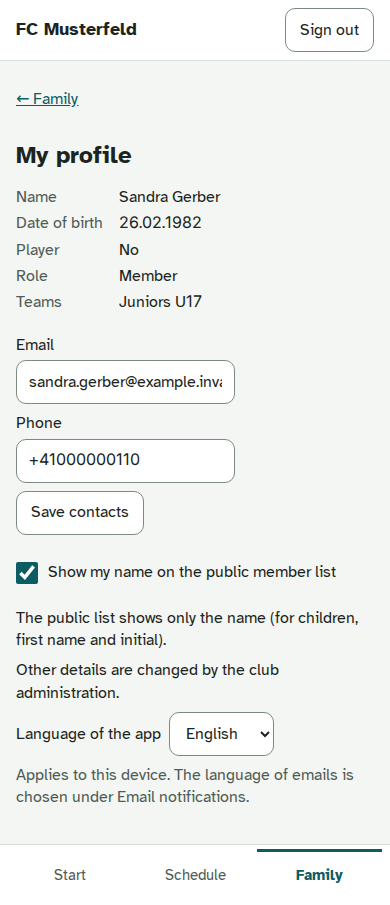 FC Musterfeld
Sign out
← Family
My profile
Name Sandra Gerber
Date of birth 26.02.1982
Player No
Role Member
Teams Juniors U17
Email
sandra.gerber@example.inva
Phone
+41000000110
Save contacts
Show my name on the public member list
The public list shows only the name (for children,
first name and initial).
Other details are changed by the club
administration.
Language of the app English
Applies to this device. The language of emails is
chosen under Email notifications.
Start Schedule Family